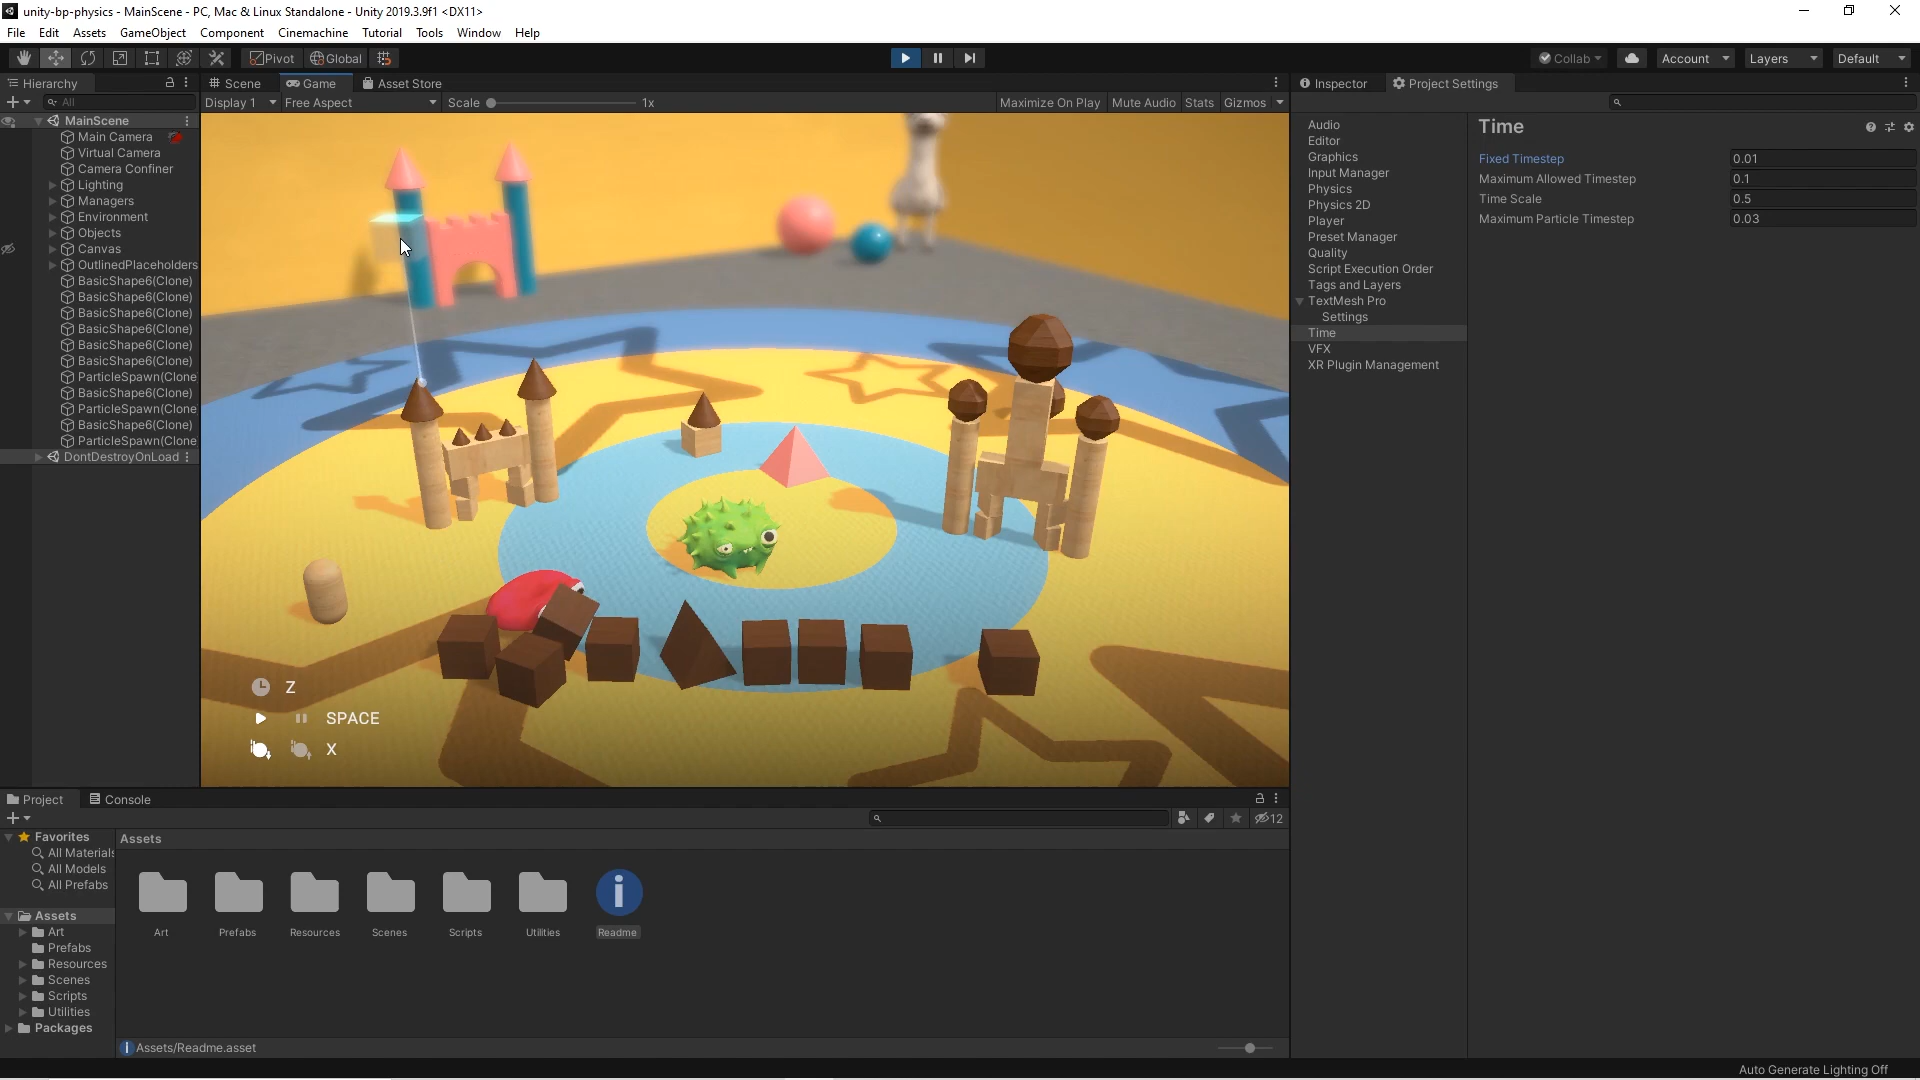 unity-bp-physics - MainScene - PC, Mac & Linux Standalone - Unity 2019.3.9f1 <DX11>
File Edit Assets GameObject Component Cinemachine Tutorial Tools Window Help
Pivot Global Collab Account Layers Default
Hierarchy
All
MainScene
Main Camera
Virtual Camera
Camera Confiner
Lighting
Managers
Environment
Objects
Canvas
OutlinedPlaceholders
BasicShape6(Clone)
BasicShape6(Clone)
BasicShape6(Clone)
BasicShape6(Clone)
BasicShape6(Clone)
BasicShape6(Clone)
ParticleSpawn(Clone
BasicShape6(Clone)
ParticleSpawn(Clone
BasicShape6(Clone)
ParticleSpawn(Clone
DontDestroyOnLoad
Scene Game Asset Store
Display 1 Free Aspect Scale 1x Maximize On Play Mute Audio Stats Gizmos
Z
SPACE
X
Inspector Project Settings
Audio
Editor
Graphics
Input Manager
Physics
Physics 2D
Player
Preset Manager
Quality
Script Execution Order
Tags and Layers
TextMesh Pro
Settings
Time
VFX
XR Plugin Management
Time
Fixed Timestep 0.01
Maximum Allowed Timestep 0.1
Time Scale 0.5
Maximum Particle Timestep 0.03
Project Console
12
Favorites
All Materials
All Models
All Prefabs
Assets
Art
Prefabs
Resources
Scenes
Scripts
Utilities
Packages
Assets
Art Prefabs Resources Scenes Scripts Utilities Readme
Assets/Readme.asset
Auto Generate Lighting Off